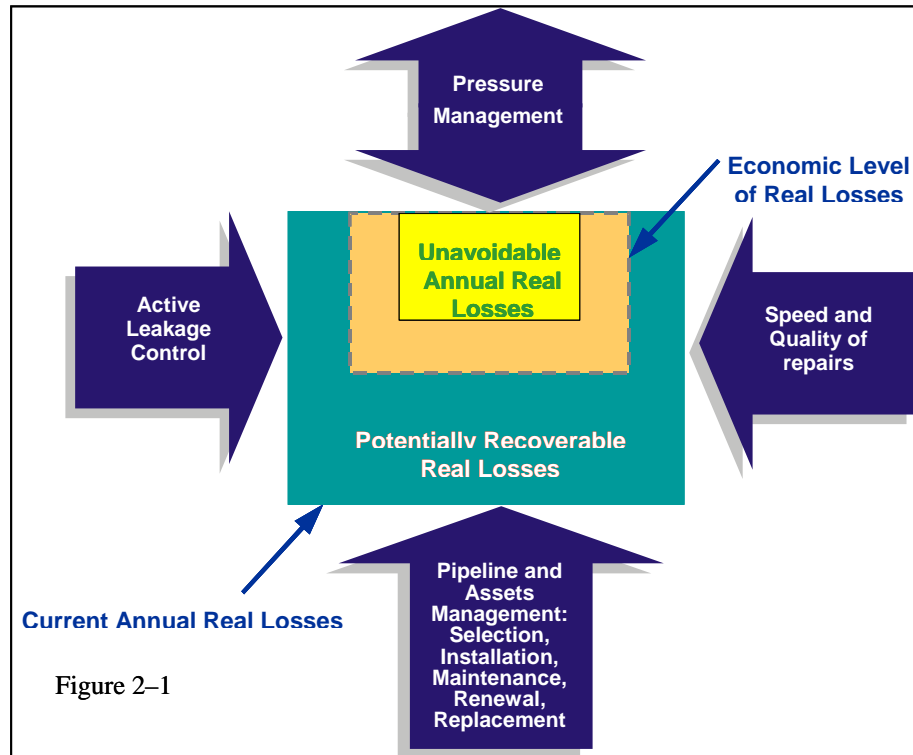 Pressure
Management
Economic Level
of Real Losses
Unavoidable
Annual Real
Losses
Active
Leakage
Control
Speed and
Quality of
repairs
Potentially Recoverable
Real Losses
Current Annual Real Losses
Pipeline and
Assets
Management:
Selection,
Installation,
Maintenance,
Renewal,
Replacement
Figure 2–1